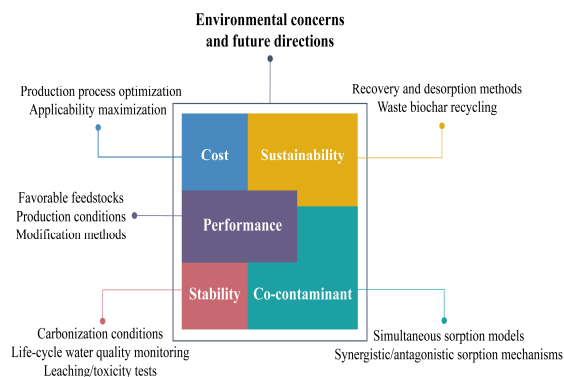 Environmental concerns
and future directions
Production process optimization
Applicability maximization
Recovery and desorption methods
Waste biochar recycling
Cost
Sustainability
Favorable feedstocks
Production conditions
Modification methods
Performance
Stability
Co-contaminant
Carbonization conditions
Life-cycle water quality monitoring
Leaching/toxicity tests
Simultaneous sorption models
Synergistic/antagonistic sorption mechanisms